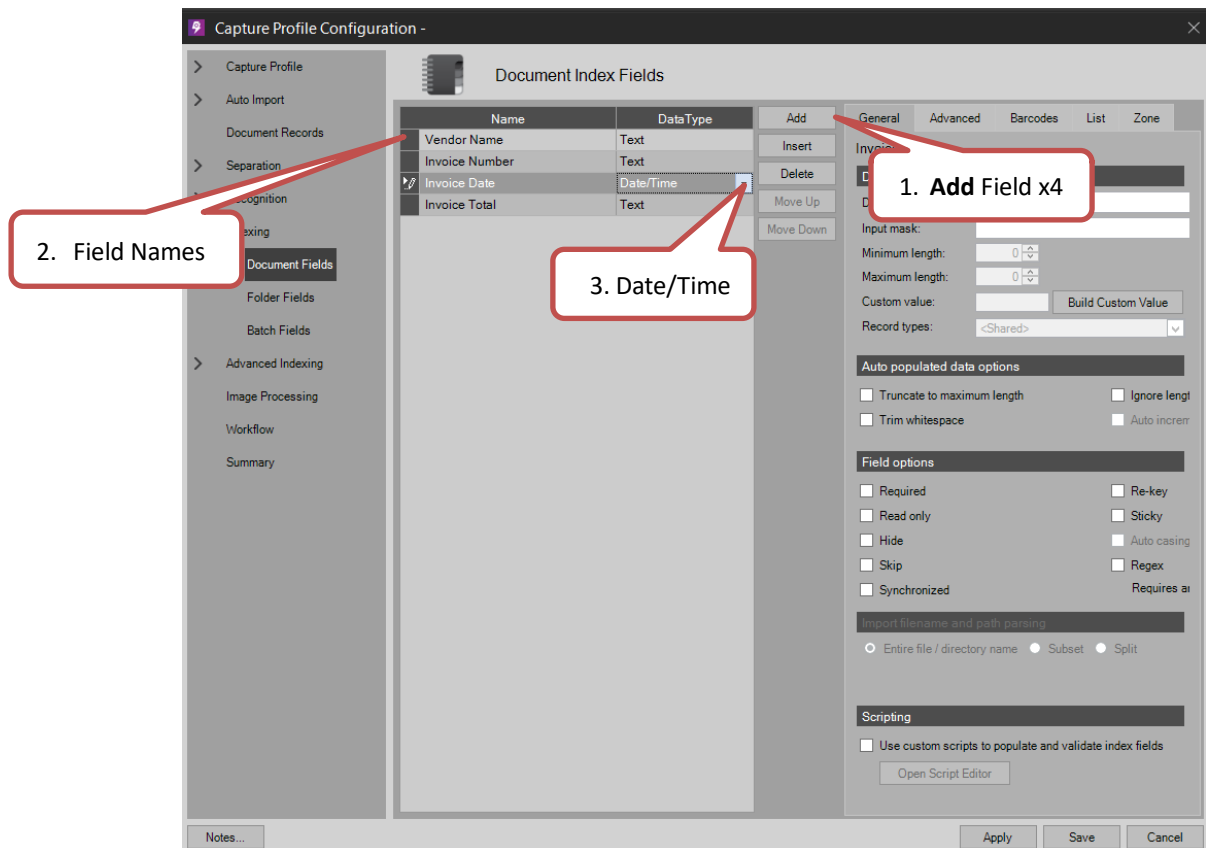 Capture Profile Configuration -
Capture Profile
Auto Import
Document Records
Separation
ecognition
exing
Document Fields
Folder Fields
Batch Fields
Advanced Indexing
Image Processing
Workflow
Summary
Document Index Fields
Name DataType
Vendor Name Text
Invoice Number Text
Invoice Date Date/Time
Invoice Total Text
Add
Insert
Delete
Move Up
Move Down
General Advanced Barcodes List Zone
Input mask:
Minimum length: 0
Maximum length: 0
Custom value: Build Custom Value
Record types: <Shared>
Auto populated data options
Truncate to maximum length Ignore lengt
Trim whitespace Auto increm
Field options
Required Re-key
Read only Sticky
Hide Auto casing
Skip Regex
Synchronized Requires an
Import filename and path parsing
Entire file / directory name Subset Split
Scripting
Use custom scripts to populate and validate index fields
Open Script Editor
Notes... Apply Save Cancel
1. Add Field x4
2. Field Names
3. Date/Time